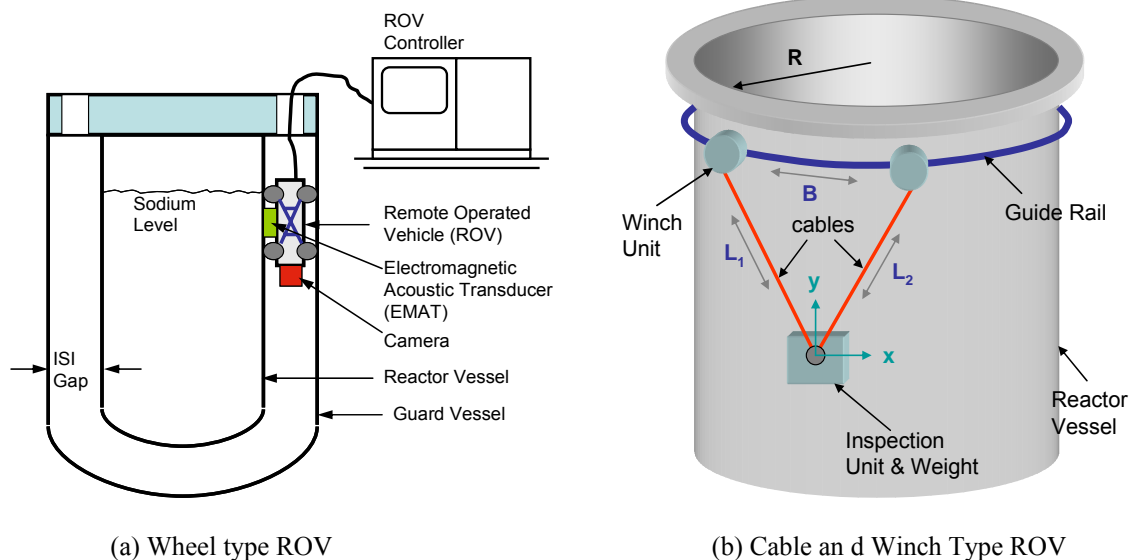 ROV
Controller
Sodium
Level
Remote Operated
Vehicle (ROV)
Electromagnetic
Acoustic Transducer
(EMAT)
Camera
ISI
Gap
Reactor Vessel
Guard Vessel
(a) Wheel type ROV
R
B
Winch
Unit
cables
Guide Rail
L1
L2
y
x
Reactor
Vessel
Inspection
Unit & Weight
(b) Cable an d Winch Type ROV